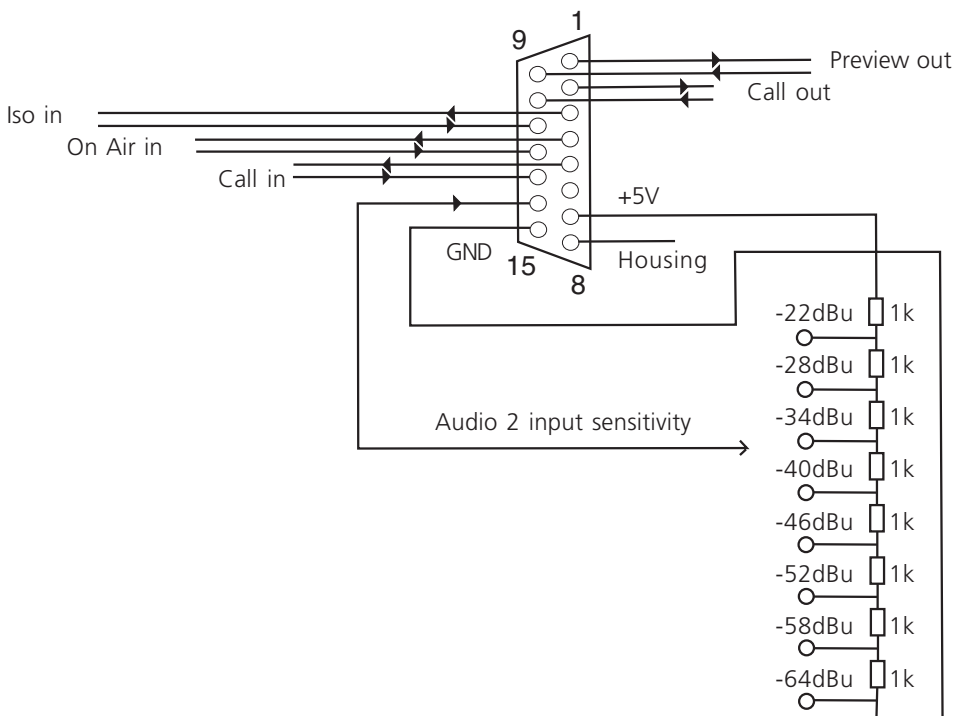 1
9
Preview out
Call out
Iso in
On Air in
Call in
+5V
GND
15
8
Housing
-22dBu 1k
-28dBu 1k
-34dBu 1k
Audio 2 input sensitivity
-40dBu 1k
-46dBu 1k
-52dBu 1k
-58dBu 1k
-64dBu 1k